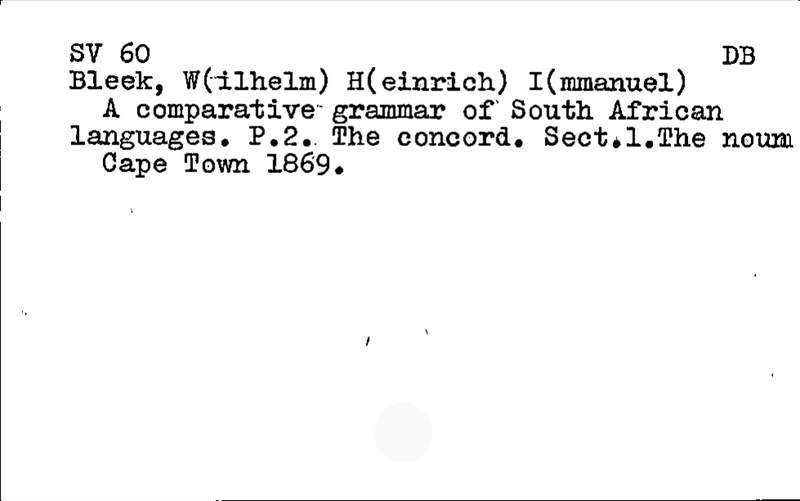 SV 60 DB
Bleek, W(ilhelm) H(einrich) I(mmanuel)
A comparative grammar of South African
languages. P.2. The concord. Sect.1.The noun
Cape Town 1869.